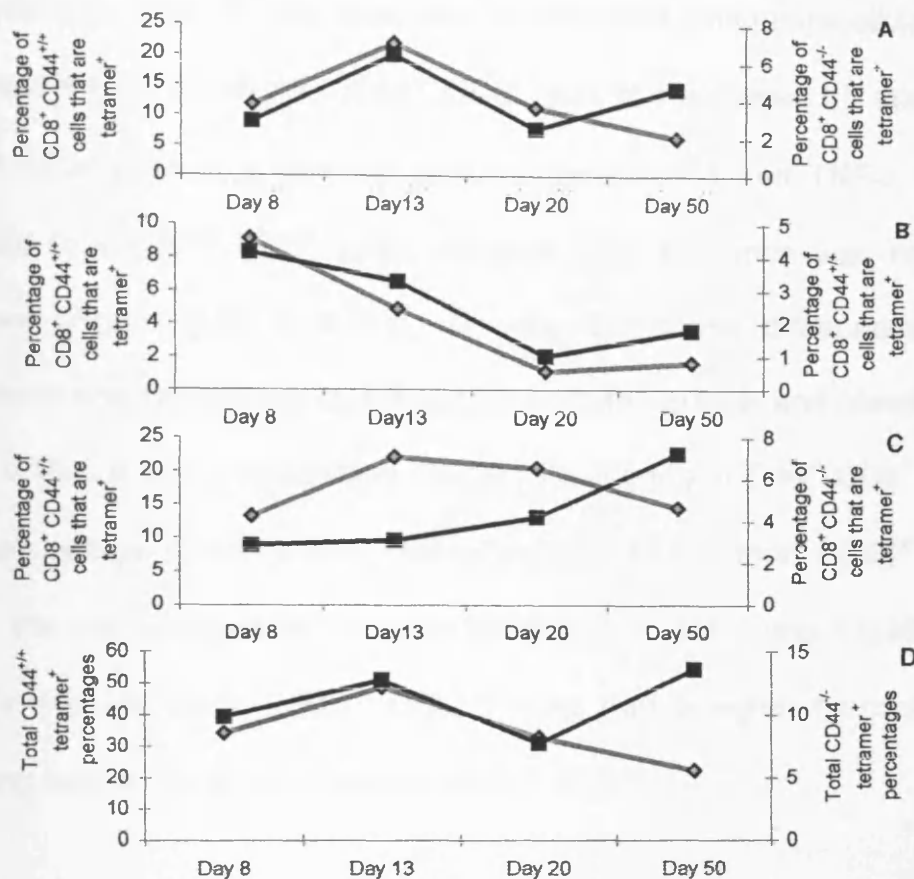 Percentage of
CD8⁺ CD44⁺/⁺
cells that are
tetramer⁺
25
20
15
10
5
0
8
6
4
2
0
Percentage of
CD8⁺ CD44⁻/⁻
cells that are
tetramer⁺
A
Day 8 Day13 Day 20 Day 50
Percentage of
CD8⁺ CD44⁺/⁺
cells that are
tetramer⁺
10
8
6
4
2
0
5
4
3
2
1
0
Percentage of
CD8⁺ CD44⁺/⁺
cells that are
tetramer⁺
B
Day 8 Day13 Day 20 Day 50
Percentage of
CD8⁺ CD44⁺/⁺
cells that are
tetramer⁺
25
20
15
10
5
0
8
6
4
2
0
Percentage of
CD8⁺ CD44⁻/⁻
cells that are
tetramer⁺
C
Day 8 Day13 Day 20 Day 50
Total CD44⁺/⁺
tetramer⁺
percentages
60
50
40
30
20
10
0
15
10
5
0
Total CD44⁻/⁻
tetramer
percentages
D
Day 8 Day 13 Day 20 Day 50